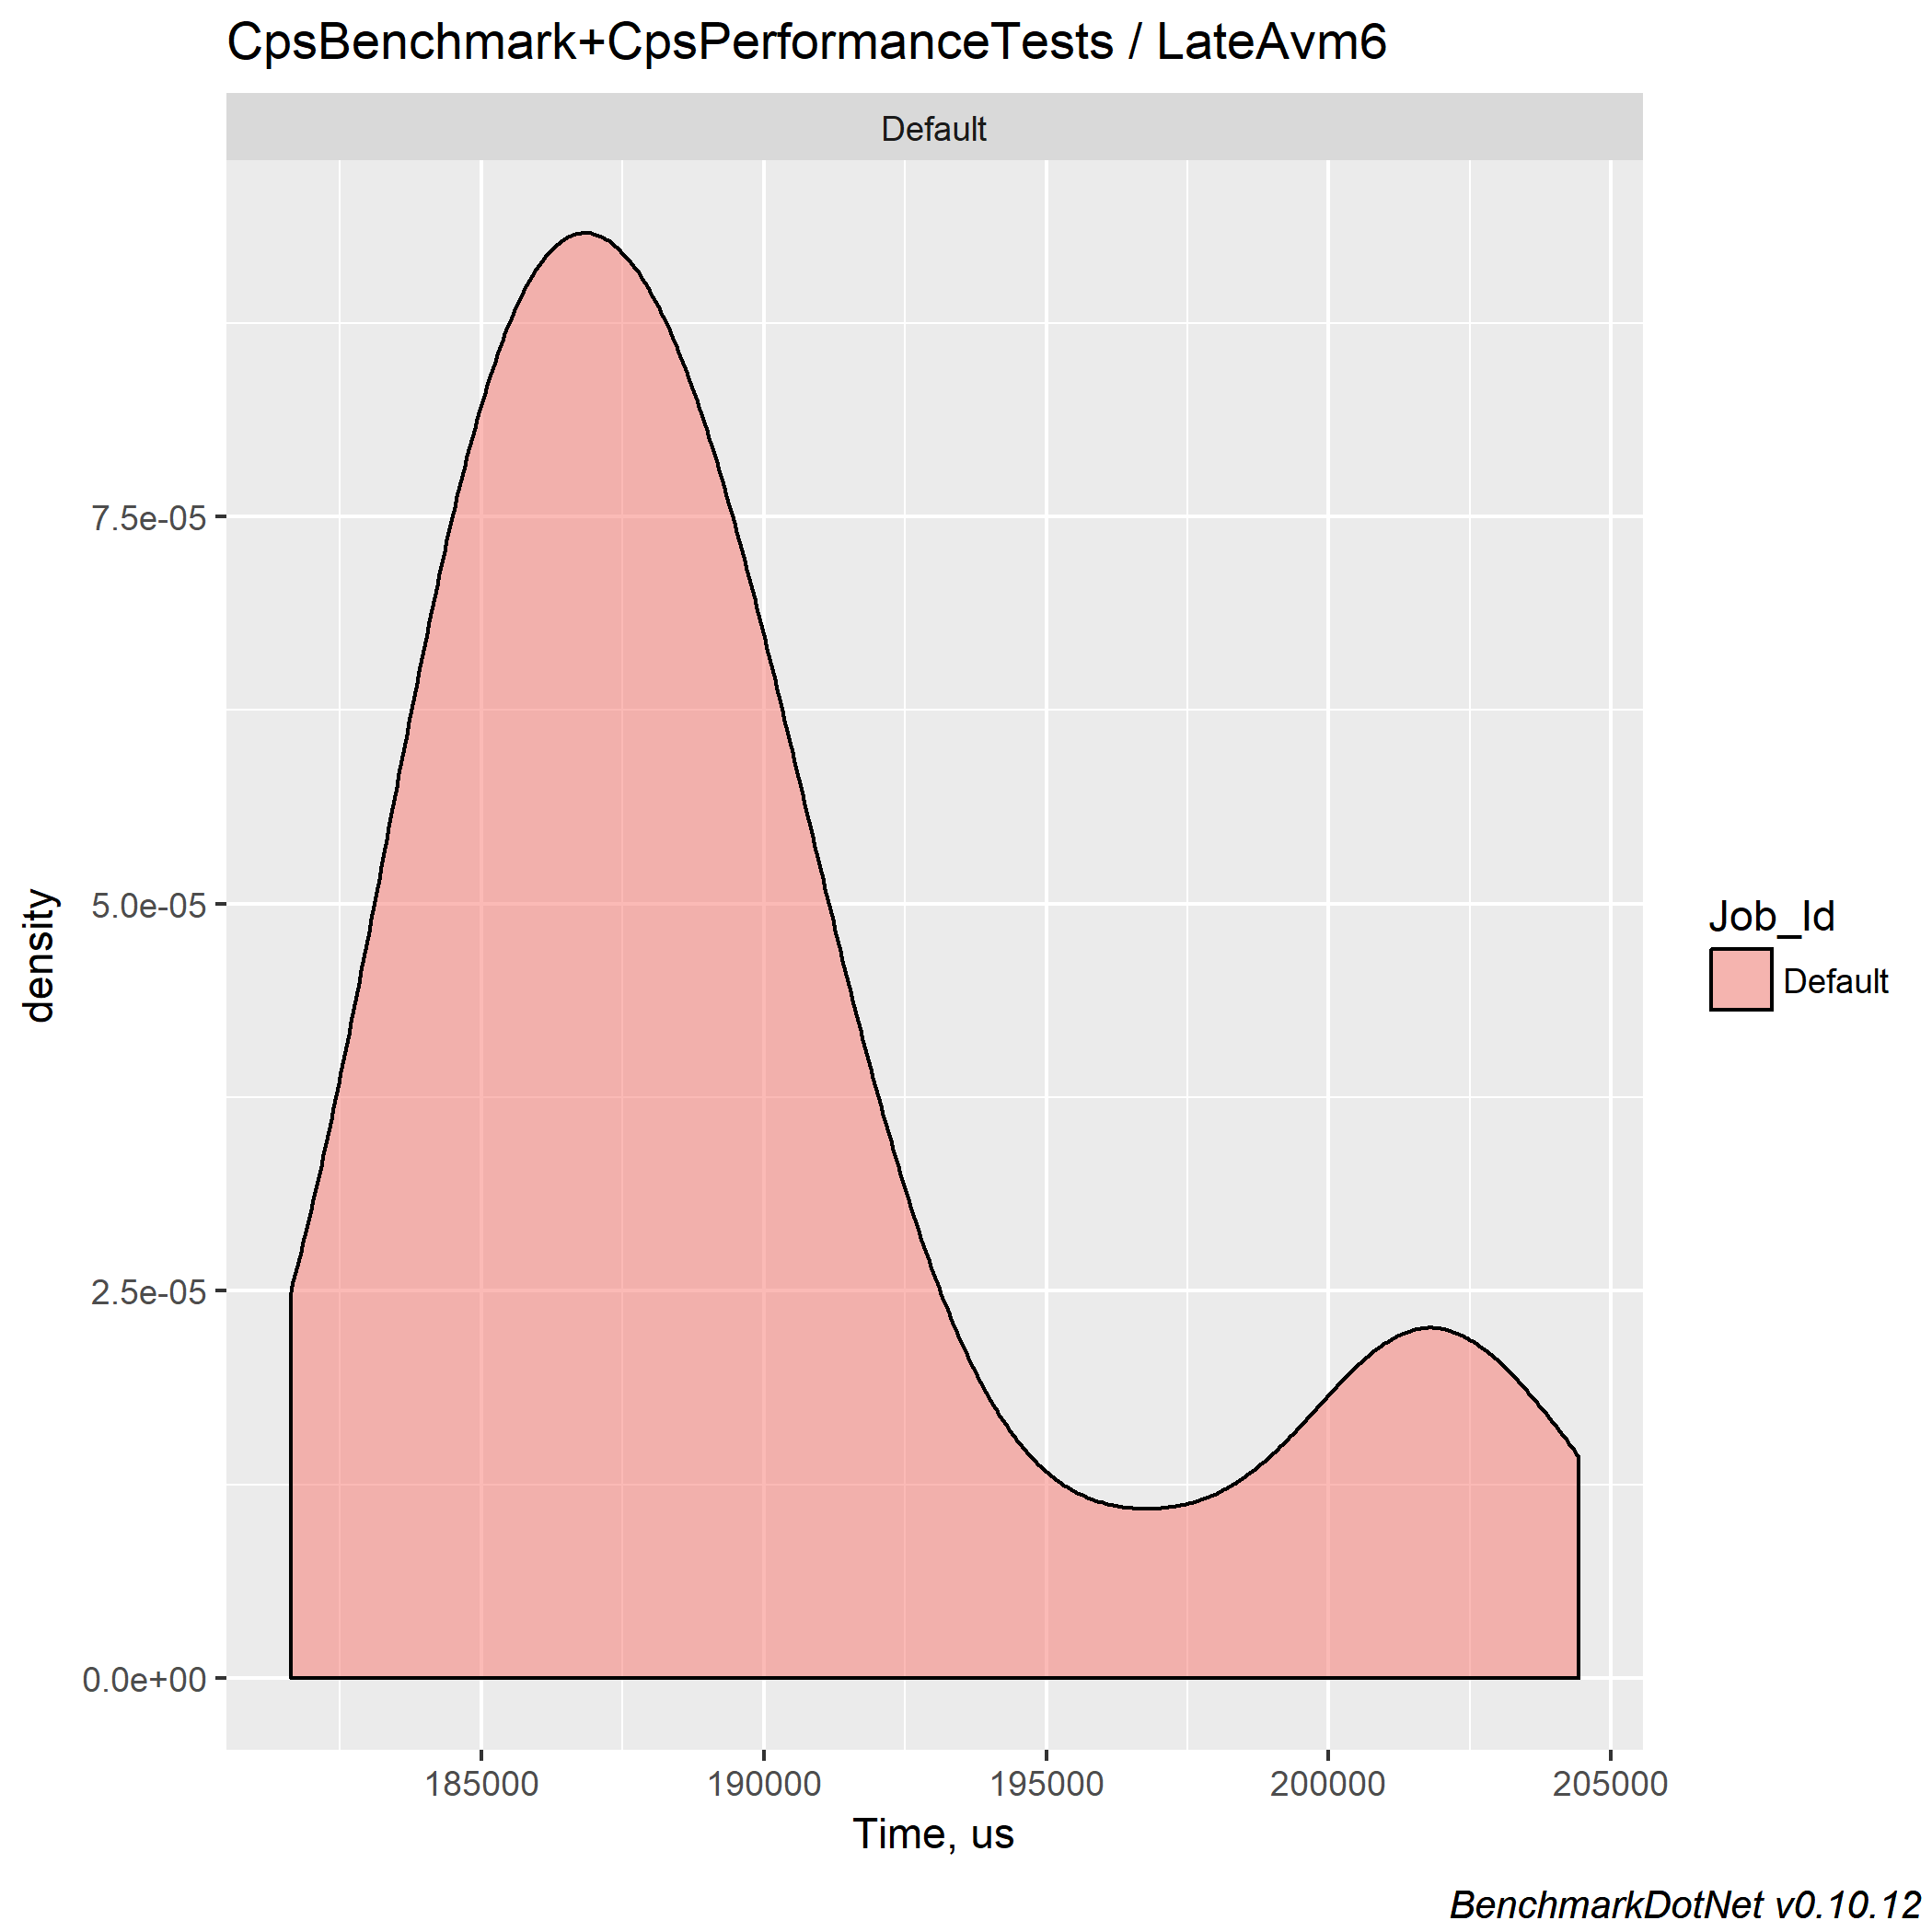 CpsBenchmark+CpsPerformanceTests / LateAvm6
Default
7.5e-05
5.0e-05
2.5e-05
0.0e+00
density
185000 190000 195000 200000 205000
Time, us
Job_Id
Default
BenchmarkDotNet v0.10.12